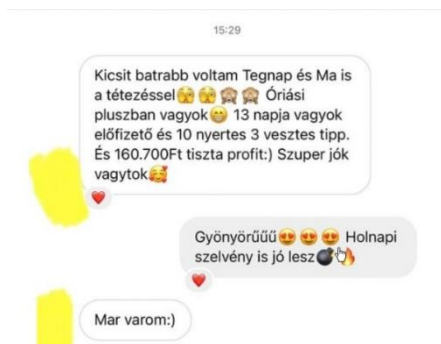 15:29
Kicsit batrabb voltam Tegnap és Ma is
a tétezéssel🫣🫣🙈🙈 Óriási
pluszban vagyok😁 13 napja vagyok
előfizető és 10 nyertes 3 vesztes tipp.
És 160.700Ft tiszta profit:) Szuper jók
vagytok🥰
Gyönyörűűű😍😍😍 Holnapi
szelvény is jó lesz💣🔥
Mar varom:)